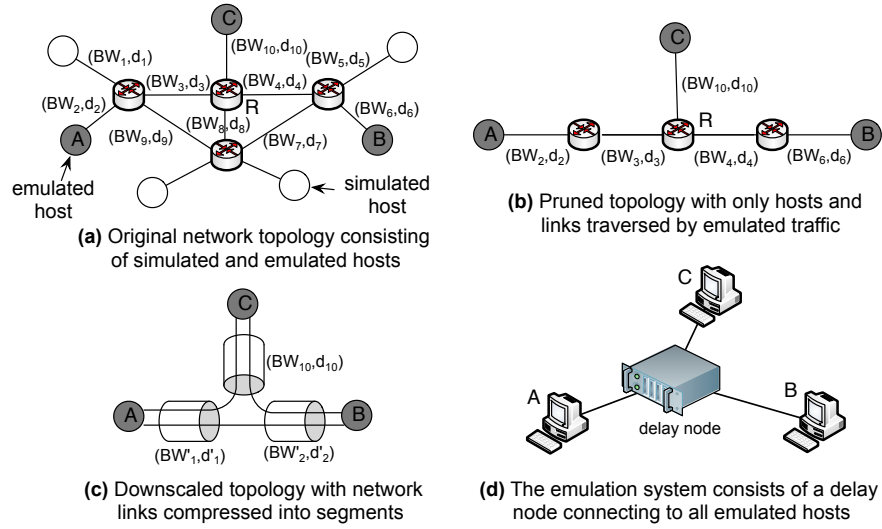 C
(BW10,d10)
(BW1,d1)
(BW5,d5)
(BW3,d3)
(BW4,d4)
(BW2,d2)
R
(BW6,d6)
(BW8,d8)
A
(BW9,d9)
(BW7,d7)
B
emulated
host
simulated
host
(a) Original network topology consisting
of simulated and emulated hosts
C
(BW10,d10)
R
A
B
(BW2,d2)
(BW3,d3)
(BW4,d4)
(BW6,d6)
(b) Pruned topology with only hosts and
links traversed by emulated traffic
C
(BW10,d10)
A
B
(BW'1,d'1)
(BW'2,d'2)
(c) Downscaled topology with network
links compressed into segments
C
A
B
delay node
(d) The emulation system consists of a delay
node connecting to all emulated hosts